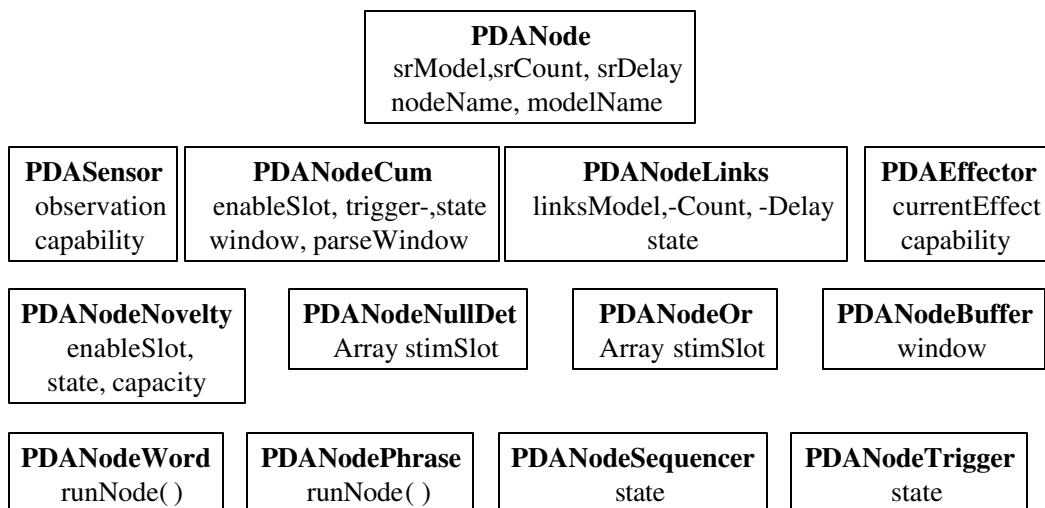 PDANode
srModel,srCount, srDelay
nodeName, modelName
PDASensor
observation
capability
PDANodeCum
enableSlot, trigger-,state
window, parseWindow
PDANodeLinks
linksModel,-Count, -Delay
state
PDAEffector
currentEffect
capability
PDANodeNovelty
enableSlot,
state, capacity
PDANodeNullDet
Array stimSlot
PDANodeOr
Array stimSlot
PDANodeBuffer
window
PDANodeWord
runNode( )
PDANodePhrase
runNode( )
PDANodeSequencer
state
PDANodeTrigger
state